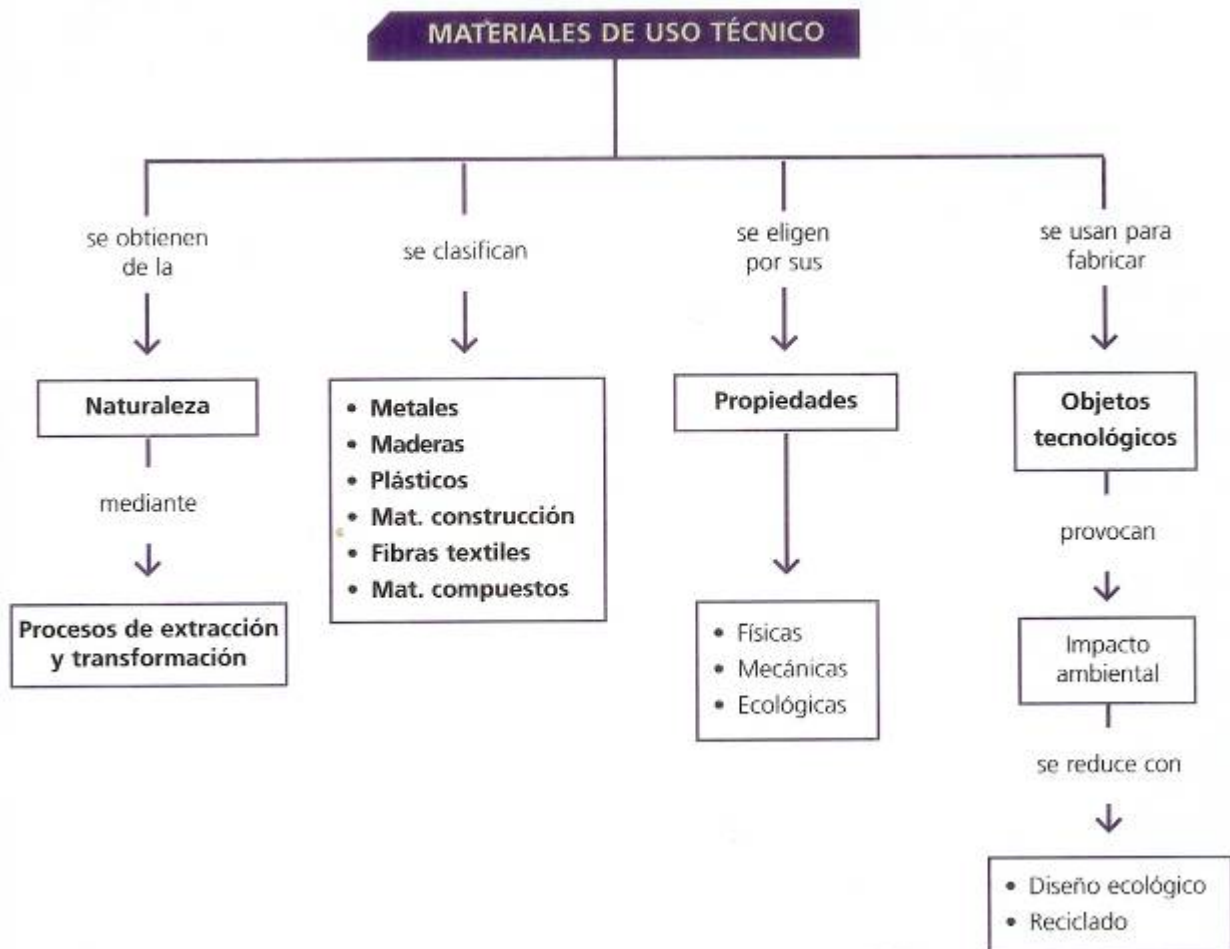 MATERIALES DE USO TÉCNICO
se obtienen
de la
Naturaleza
mediante
Procesos de extracción
y transformación
se clasifican
• Metales
• Maderas
• Plásticos
• Mat. construcción
• Fibras textiles
• Mat. compuestos
se eligen
por sus
Propiedades
• Físicas
• Mecánicas
• Ecológicas
se usan para
fabricar
Objetos
tecnológicos
provocan
Impacto
ambiental
se reduce con
• Diseño ecológico
• Reciclado